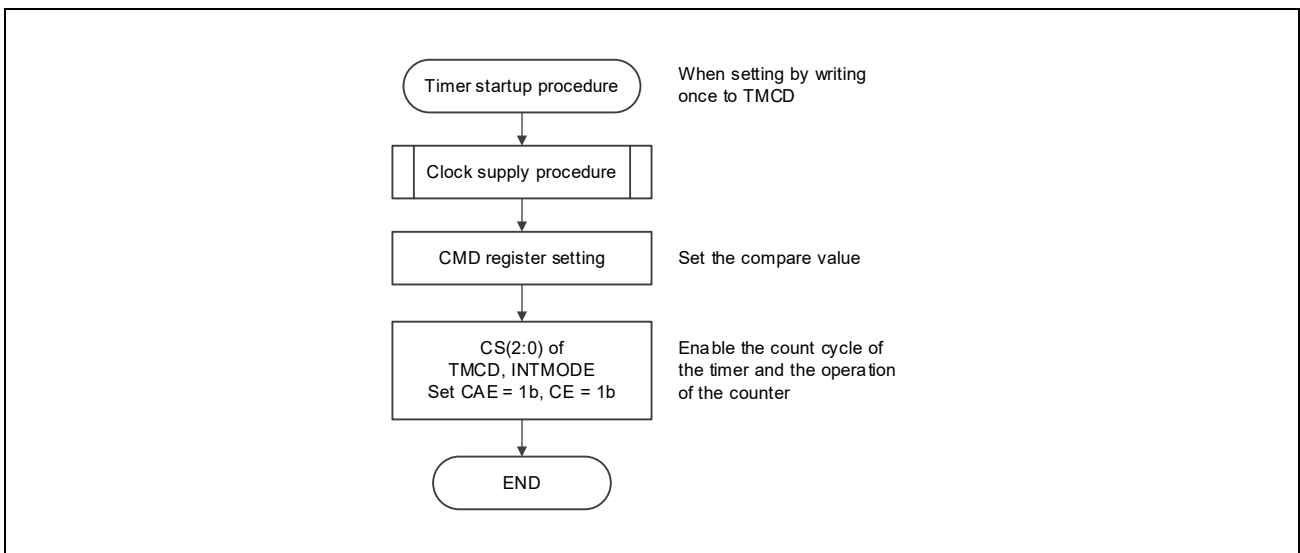 Timer startup procedure
When setting by writing
once to TMCD
Clock supply procedure
CMD register setting
Set the compare value
CS(2:0) of
TMCD, INTMODE
Set CAE = 1b, CE = 1b
Enable the count cycle of
the timer and the operation
of the counter
END